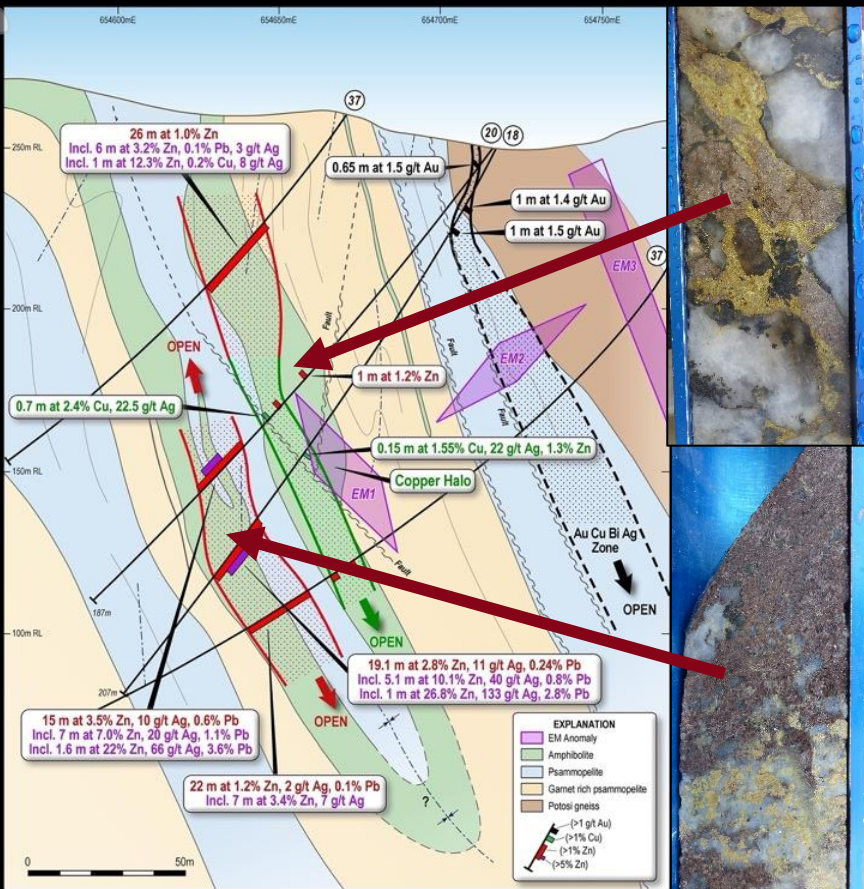 654600mE
654650mE
654700mE
654750mE
37
20 18
26 m at 1.0% Zn
Incl. 6 m at 3.2% Zn, 0.1% Pb, 3 g/t Ag
Incl. 1 m at 12.3% Zn, 0.2% Cu, 8 g/t Ag
250m RL
0.65 m at 1.5 g/t Au
1 m at 1.4 g/t Au
1 m at 1.5 g/t Au
37
EM3
200m RL
Fault
Fault
EM2
OPEN
1 m at 1.2% Zn
0.7 m at 2.4% Cu, 22.5 g/t Ag
Fault
0.15 m at 1.55% Cu, 22 g/t Ag, 1.3% Zn
150m RL
Copper Halo
EM1
Au Cu Bi Ag
Zone
Fault
187m
OPEN
100m RL
OPEN
19.1 m at 2.8% Zn, 11 g/t Ag, 0.24% Pb
Incl. 5.1 m at 10.1% Zn, 40 g/t Ag, 0.8% Pb
Incl. 1 m at 26.8% Zn, 133 g/t Ag, 2.8% Pb
207m
OPEN
15 m at 3.5% Zn, 10 g/t Ag, 0.6% Pb
Incl. 7 m at 7.0% Zn, 20 g/t Ag, 1.1% Pb
Incl. 1.6 m at 22% Zn, 66 g/t Ag, 3.6% Pb
22 m at 1.2% Zn, 2 g/t Ag, 0.1% Pb
Incl. 7 m at 3.4% Zn, 7 g/t Ag
?
EXPLANATION
EM Anomaly
Amphibolite
Psammopelite
Garnet rich psammopelite
Potosi gneiss
(>1 g/t Au)
(>1% Cu)
(>1% Zn)
(>5% Zn)
0 50m